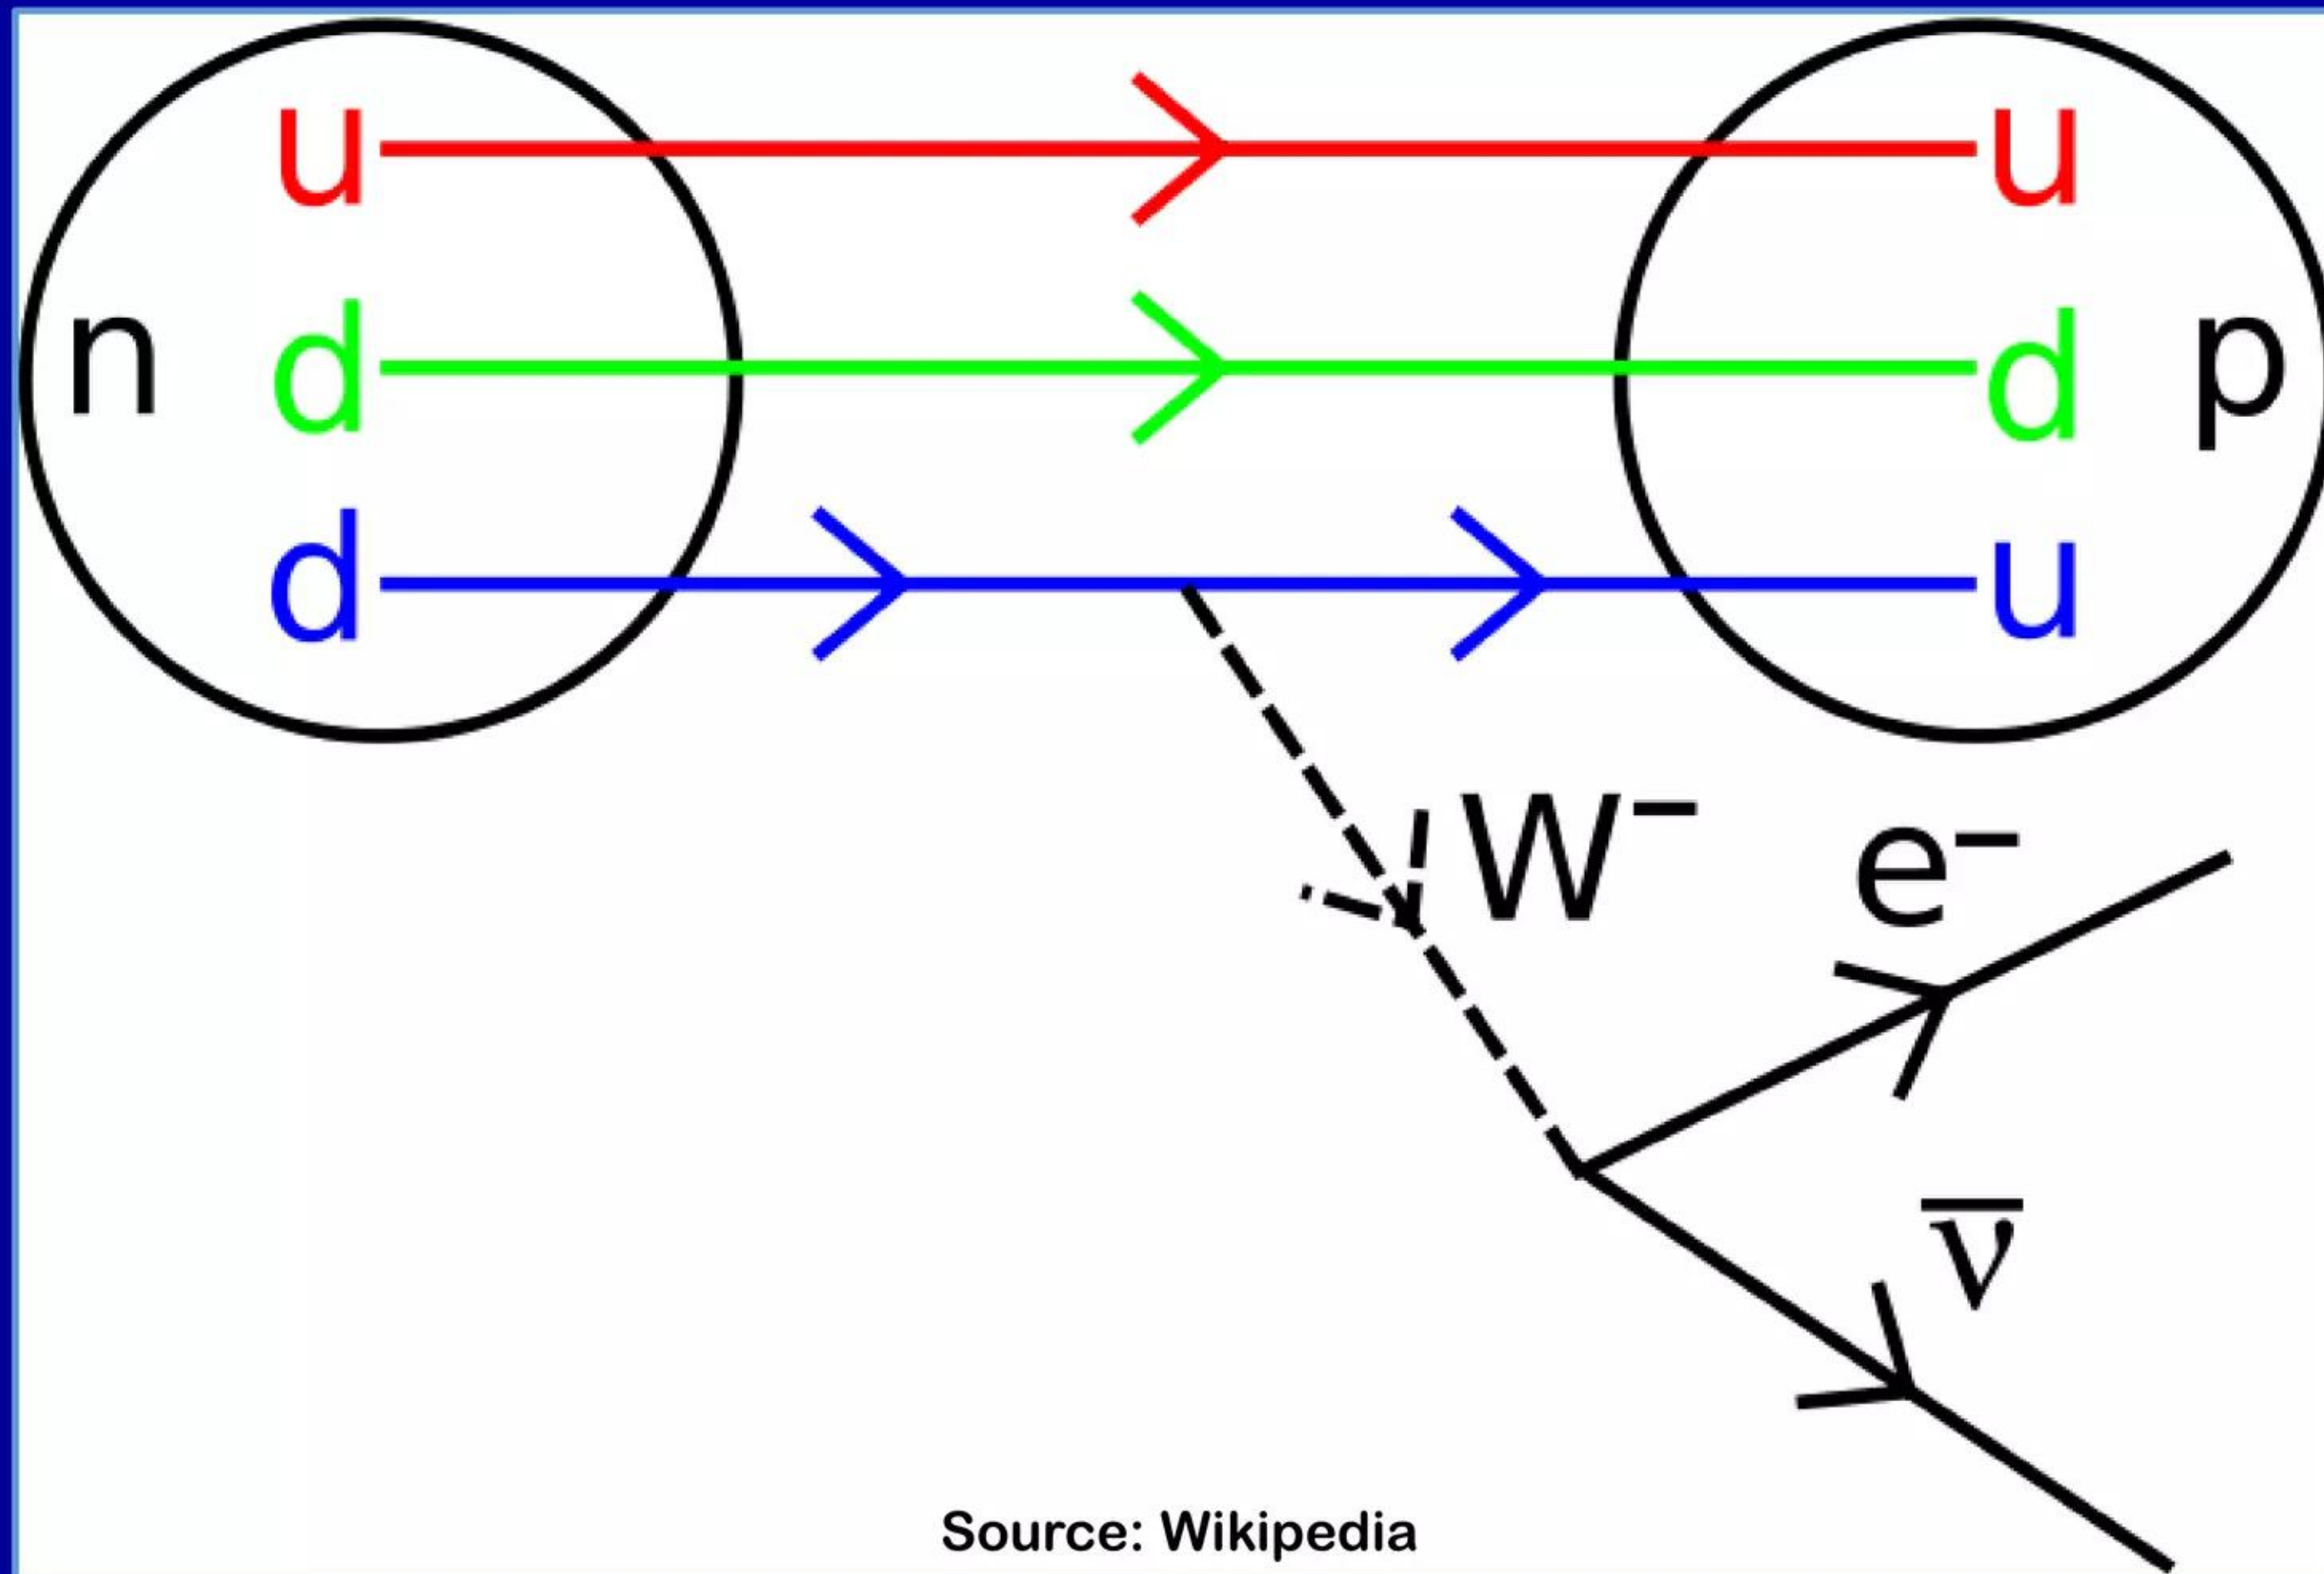 u u
n d d p
d u
W⁻
e⁻
ν̅
Source: Wikipedia